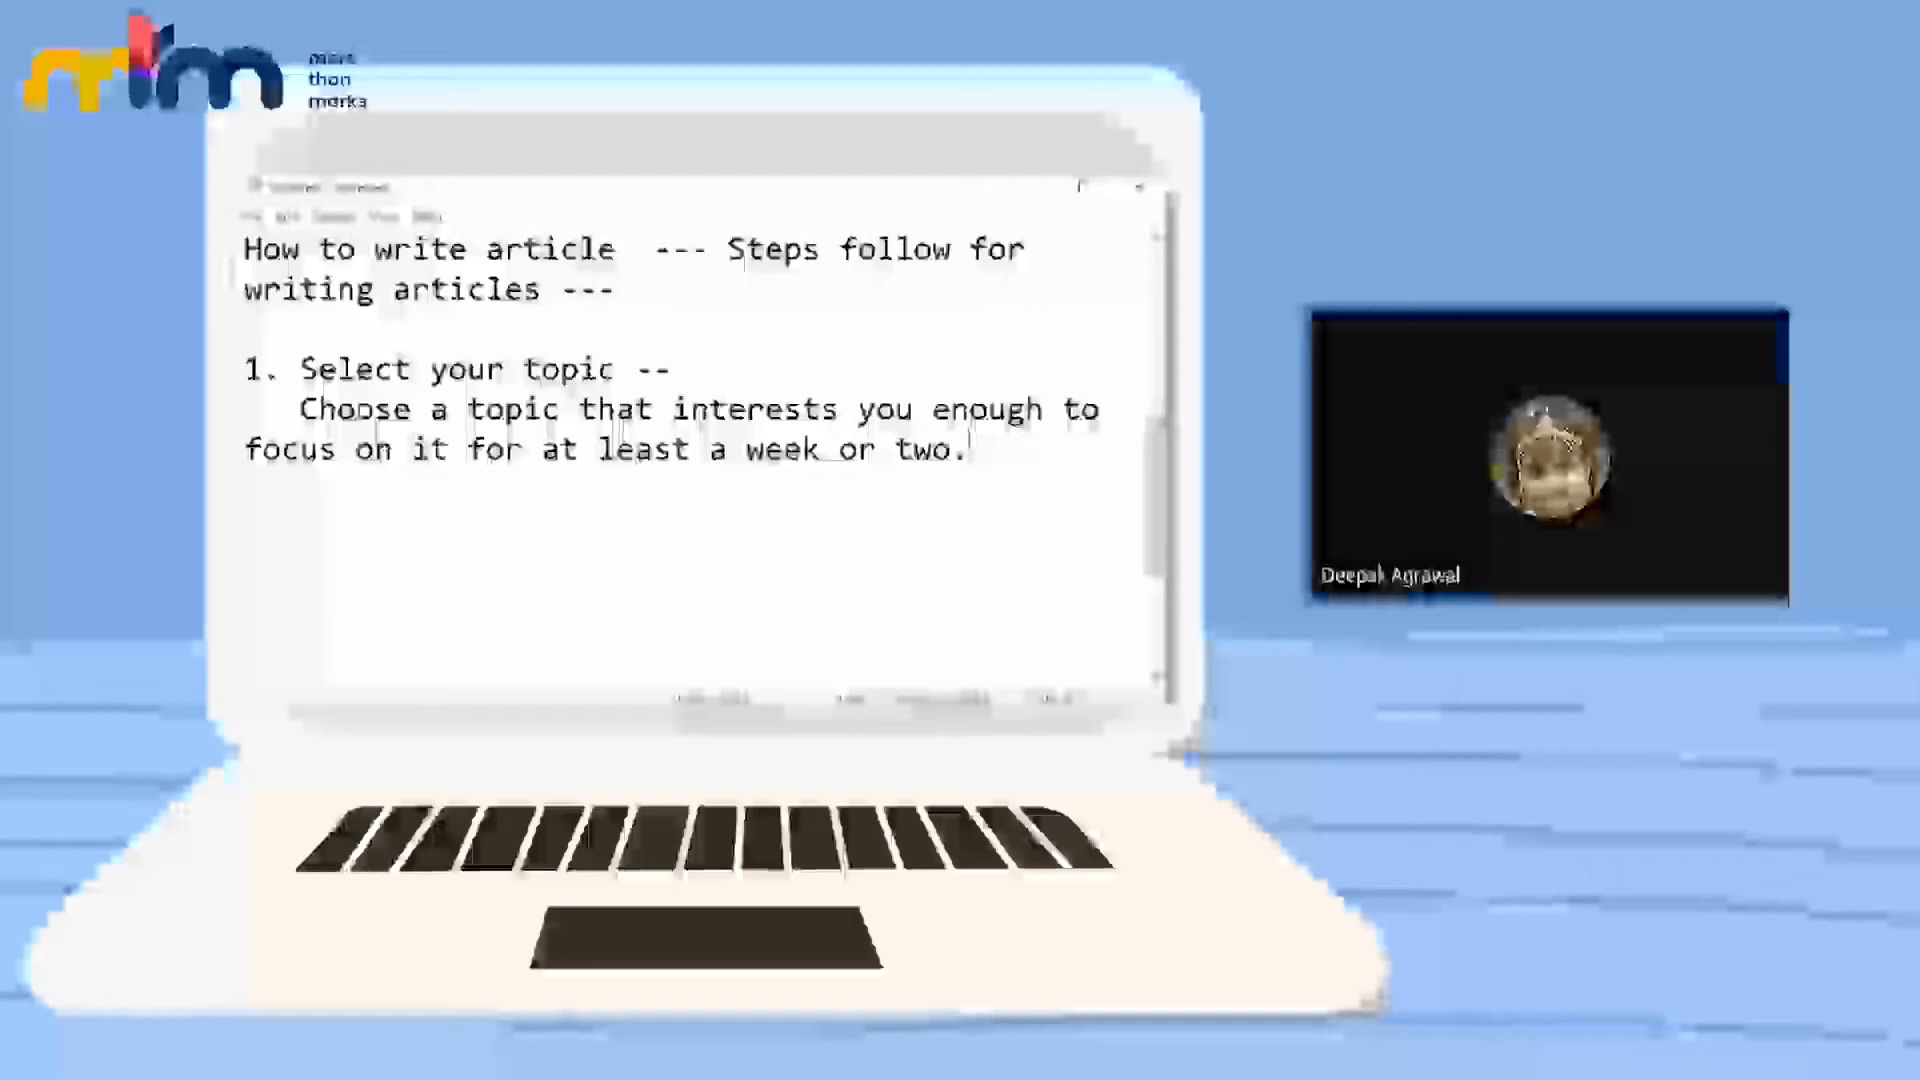 more
than
marks
How to write article  --- Steps follow for
writing articles ---
1. Select your topic --
Choose a topic that interests you enough to
focus on it for at least a week or two.
Deepak Agrawal